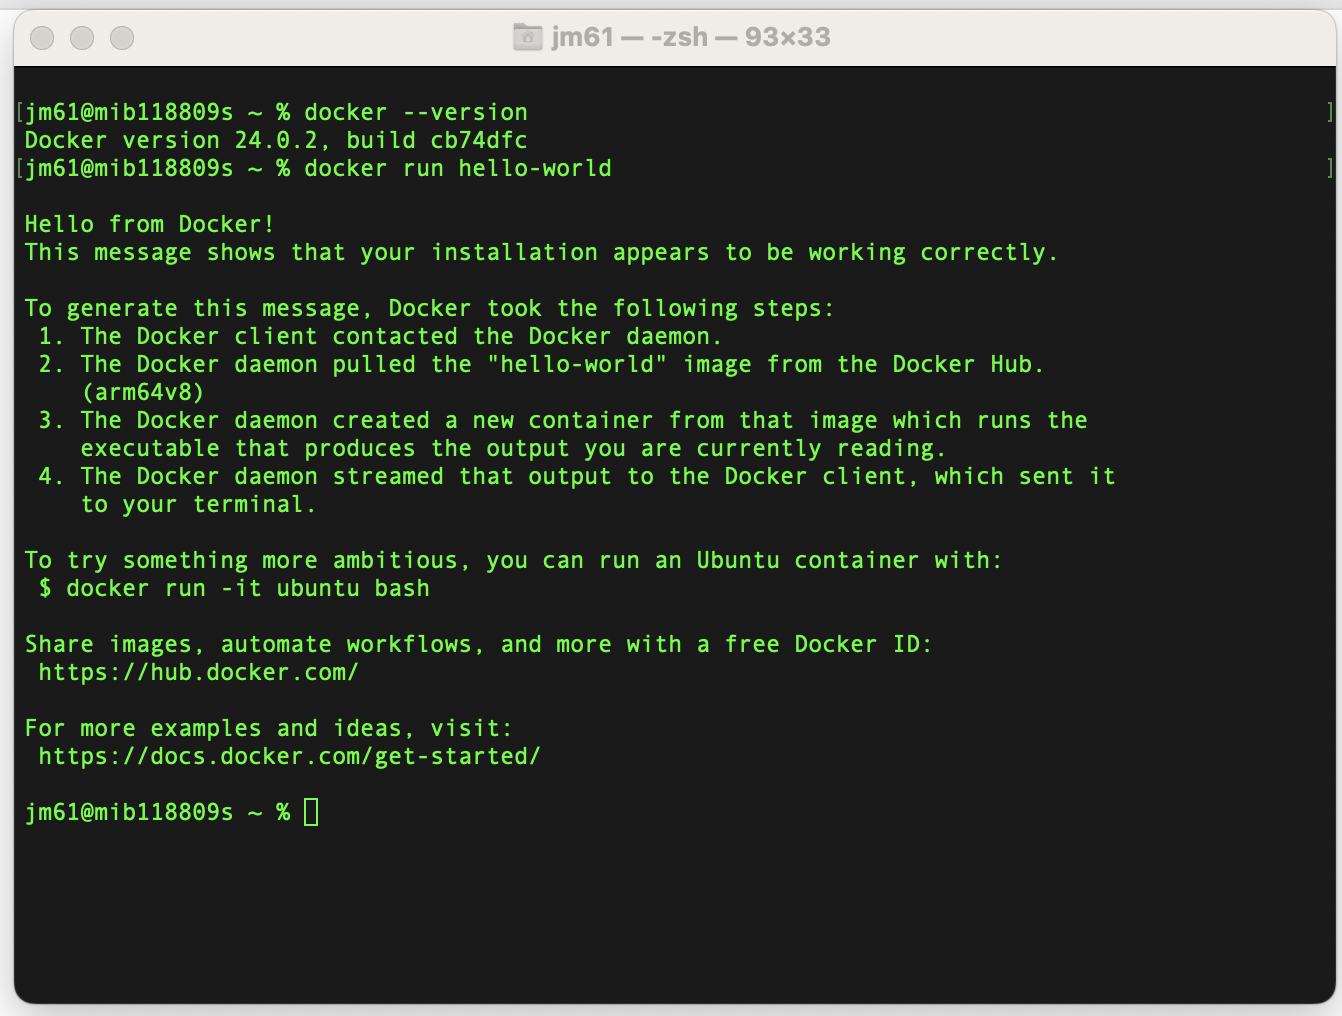 jm61 — -zsh — 93×33
[jm61@mib118809s ~ % docker --version ]
Docker version 24.0.2, build cb74dfc
[jm61@mib118809s ~ % docker run hello-world ]
Hello from Docker!
This message shows that your installation appears to be working correctly.
To generate this message, Docker took the following steps:
1. The Docker client contacted the Docker daemon.
2. The Docker daemon pulled the "hello-world" image from the Docker Hub.
(arm64v8)
3. The Docker daemon created a new container from that image which runs the
executable that produces the output you are currently reading.
4. The Docker daemon streamed that output to the Docker client, which sent it
to your terminal.
To try something more ambitious, you can run an Ubuntu container with:
$ docker run -it ubuntu bash
Share images, automate workflows, and more with a free Docker ID:
https://hub.docker.com/
For more examples and ideas, visit:
https://docs.docker.com/get-started/
jm61@mib118809s ~ %